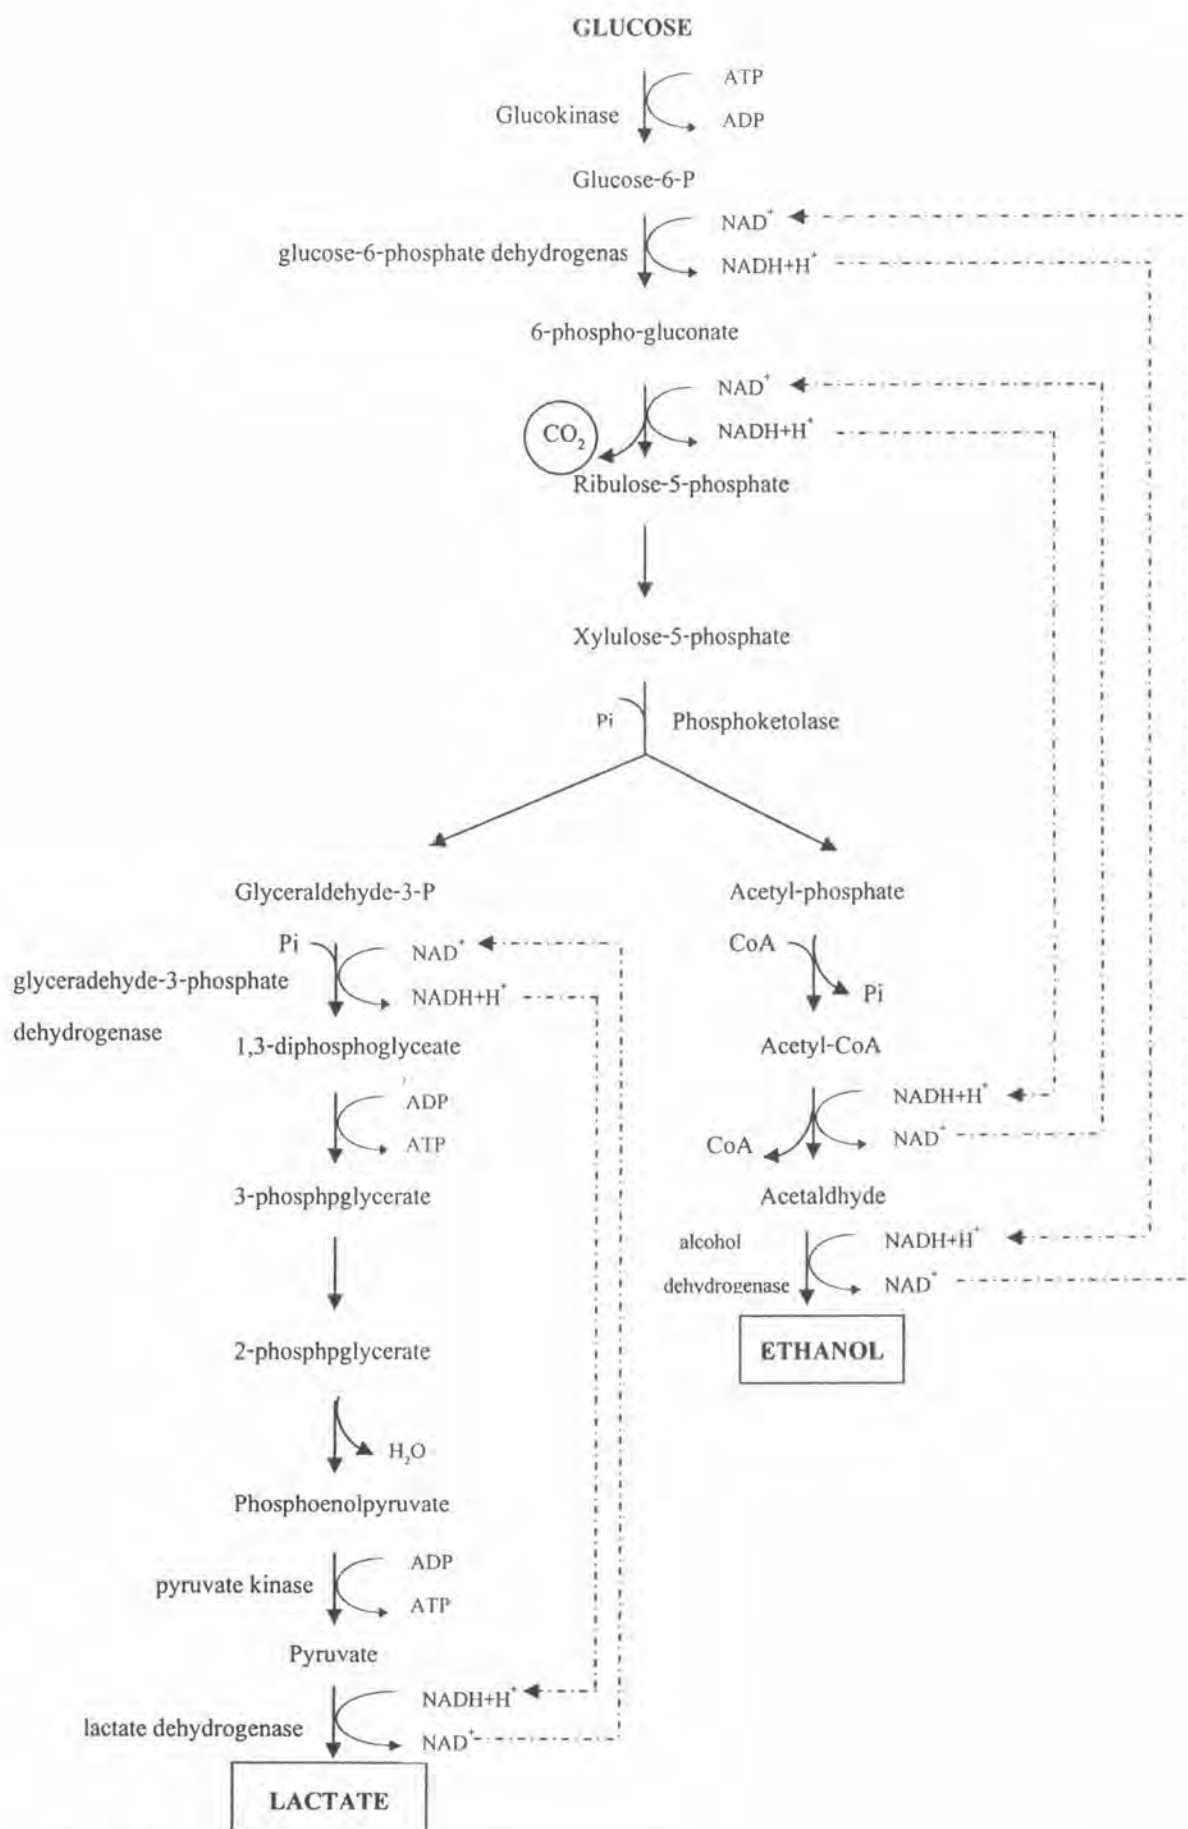 GLUCOSE
ATP
Glucokinase
ADP
Glucose-6-P
NAD+
glucose-6-phosphate dehydrogenas
NADH+H+
6-phospho-gluconate
NAD+
CO2
NADH+H+
Ribulose-5-phosphate
Xylulose-5-phosphate
Pi
Phosphoketolase
Glyceraldehyde-3-P
Acetyl-phosphate
Pi
NAD+
CoA
glyceradehyde-3-phosphate
NADH+H+
Pi
dehydrogenase
1,3-diphosphoglyceate
Acetyl-CoA
ADP
NADH+H+
ATP
CoA
NAD+
3-phosphpglycerate
Acetaldhyde
alcohol
NADH+H+
dehydrogenase
NAD+
2-phosphpglycerate
ETHANOL
H2O
Phosphoenolpyruvate
ADP
pyruvate kinase
ATP
Pyruvate
NADH+H+
lactate dehydrogenase
NAD+
LACTATE